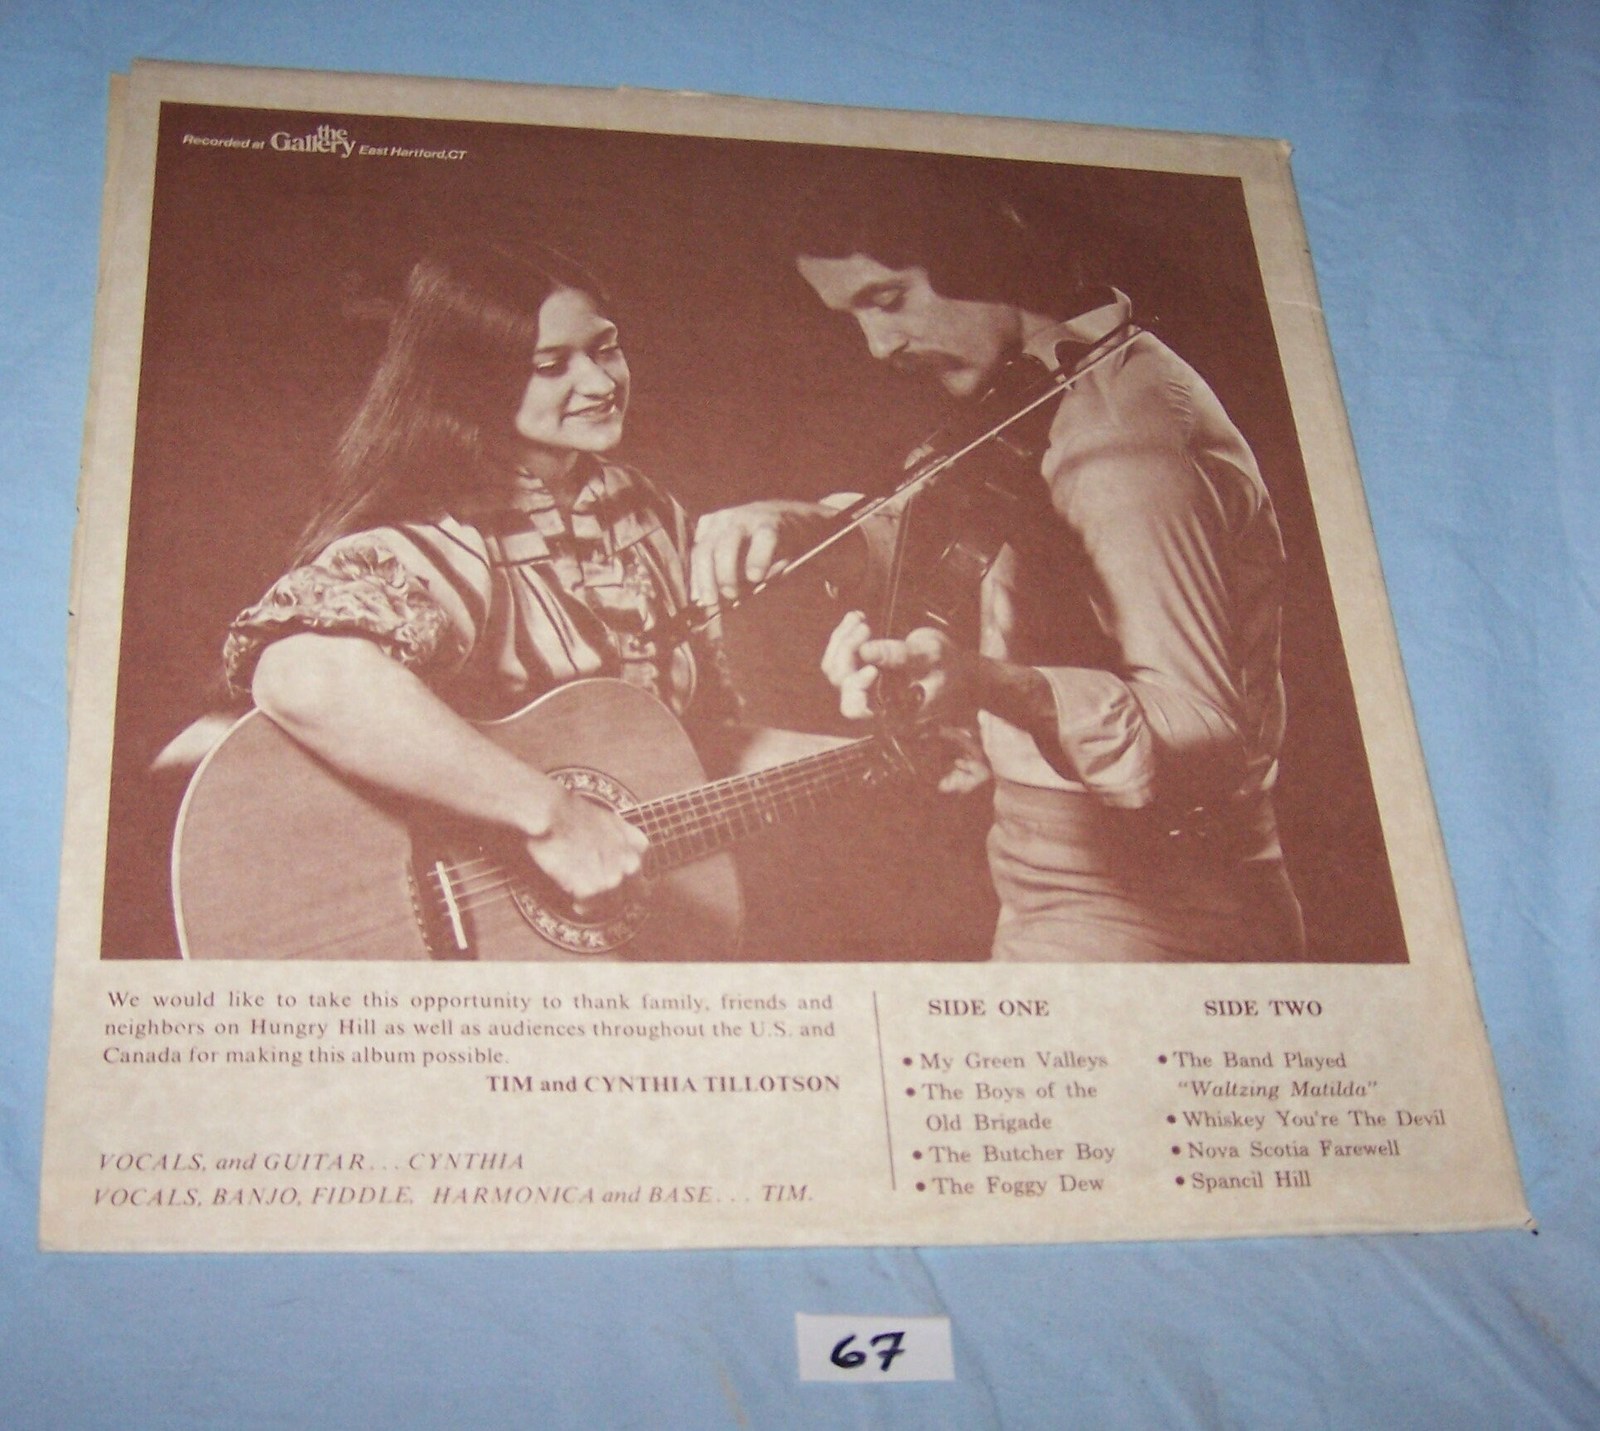 Recorded at the Gallery East Hartford, CT
We would like to take this opportunity to thank family, friends and
neighbors on Hungry Hill as well as audiences throughout the U.S. and
Canada for making this album possible.
TIM and CYNTHIA TILLOTSON
VOCALS, and GUITAR... CYNTHIA
VOCALS, BANJO, FIDDLE, HARMONICA and BASE... TIM.
SIDE ONE
• My Green Valleys
• The Boys of the
Old Brigade
• The Butcher Boy
• The Foggy Dew
SIDE TWO
• The Band Played
"Waltzing Matilda"
• Whiskey You're The Devil
• Nova Scotia Farewell
• Spancil Hill
67